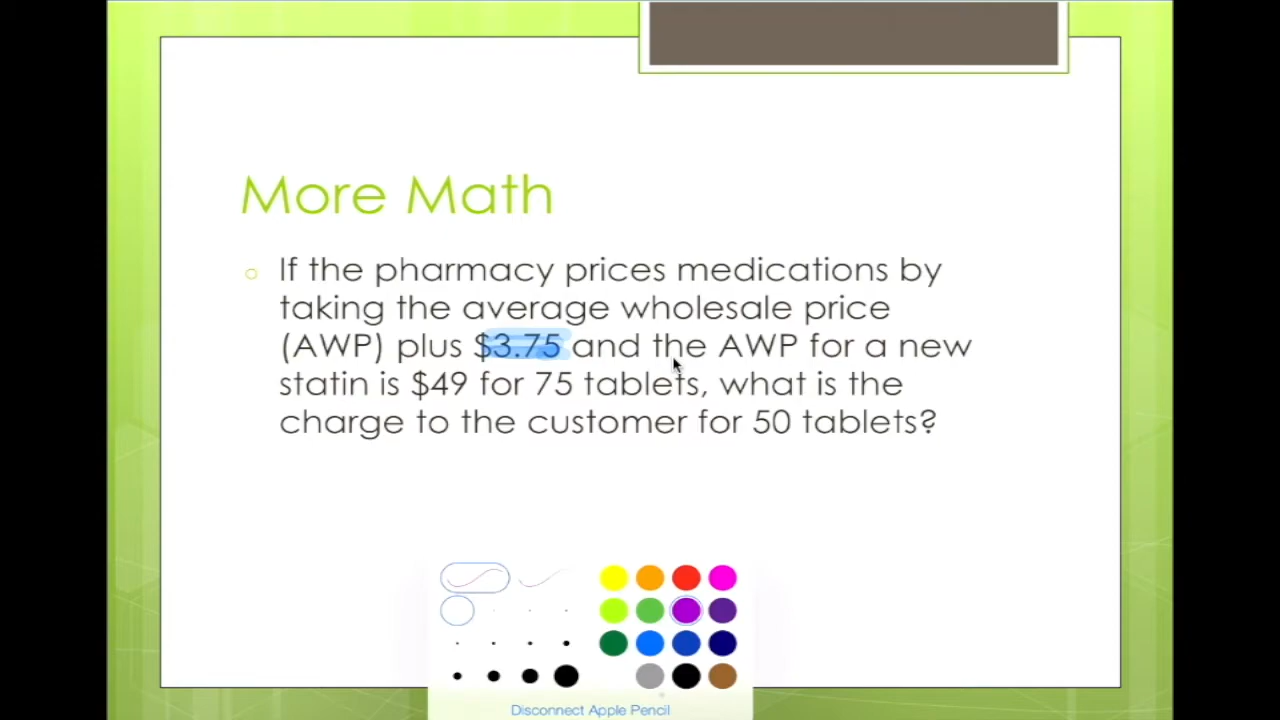 More Math
If the pharmacy prices medications by
taking the average wholesale price
(AWP) plus $3.75 and the AWP for a new
statin is $49 for 75 tablets, what is the
charge to the customer for 50 tablets?
Disconnect Apple Pencil